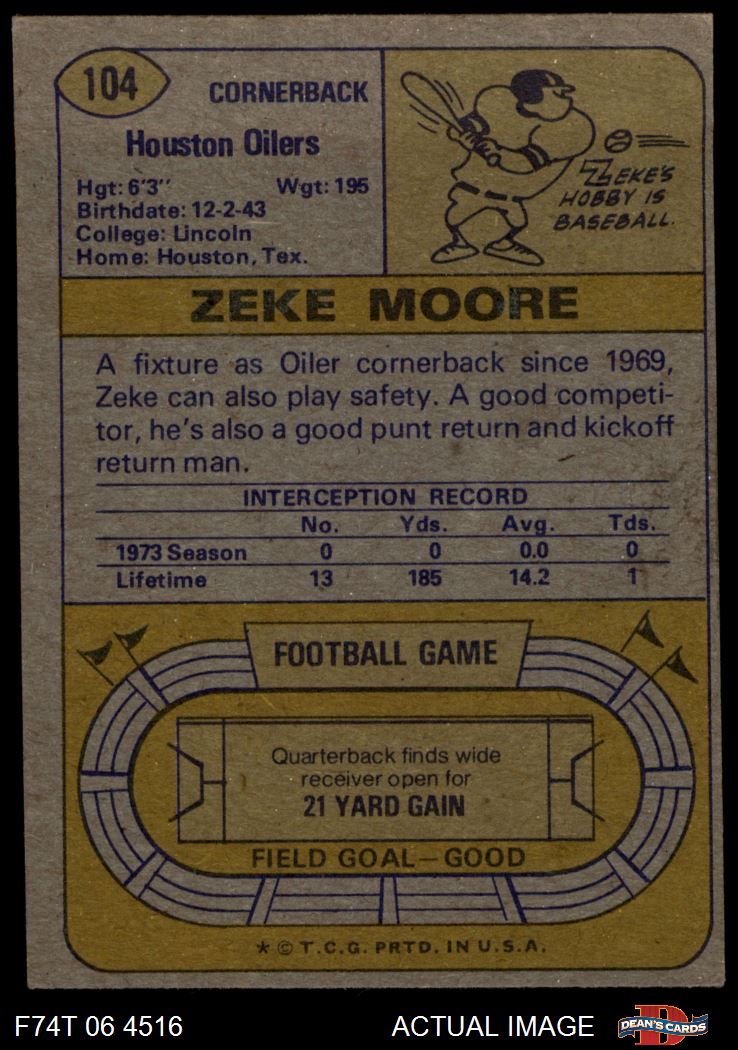 104
CORNERBACK
Houston Oilers
Hgt: 6'3" Wgt: 195
Birthdate: 12-2-43
College: Lincoln
Home: Houston, Tex.
ZEKE'S
HOBBY IS
BASEBALL.
ZEKE MOORE
A fixture as Oiler cornerback since 1969,
Zeke can also play safety. A good competi-
tor, he's also a good punt return and kickoff
return man.
INTERCEPTION RECORD
No. Yds. Avg. Tds.
1973 Season 0 0 0.0 0
Lifetime 13 185 14.2 1
FOOTBALL GAME
Quarterback finds wide
receiver open for
21 YARD GAIN
FIELD GOAL—GOOD
* © T.C.G. PRTD. IN U.S.A.
F74T 06 4516 ACTUAL IMAGE
D
DEAN'S CARDS